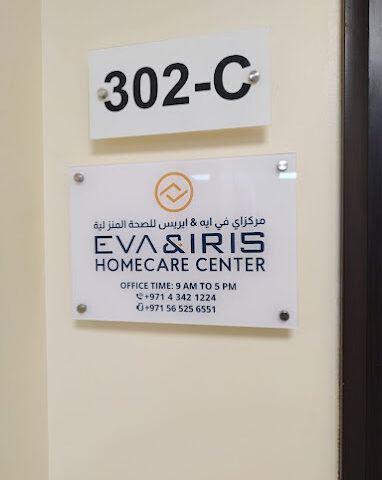 302-C
مركزاي في ايه & ايريس للصحة المنزلية
EVA&IRIS
HOMECARE CENTER
OFFICE TIME: 9 AM TO 5 PM
+971 4 342 1224
+971 56 525 6551